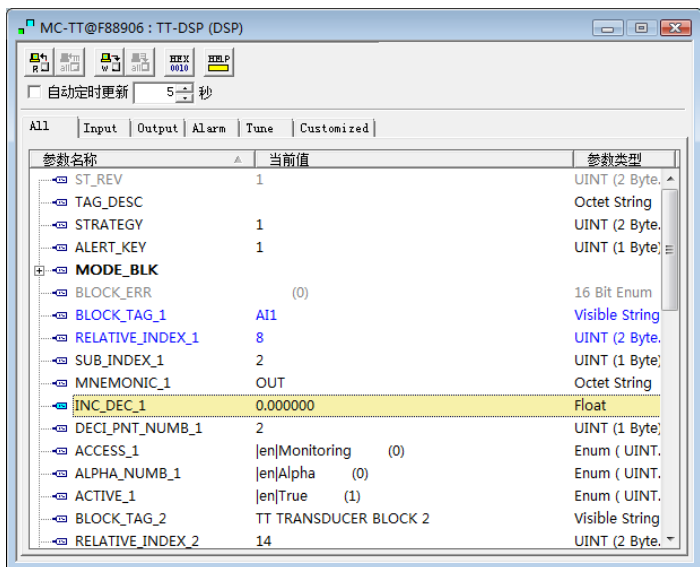 MC-TT@F88906 : TT-DSP (DSP)
R all W all HEX 0010 HELP
自动定时更新 5 秒
All Input Output Alarm Tune Customized
参数名称 当前值 参数类型
ST_REV 1 UINT (2 Byte.
TAG_DESC Octet String
STRATEGY 1 UINT (2 Byte.
ALERT_KEY 1 UINT (1 Byte)
MODE_BLK
BLOCK_ERR (0) 16 Bit Enum
BLOCK_TAG_1 AI1 Visible String
RELATIVE_INDEX_1 8 UINT (2 Byte.
SUB_INDEX_1 2 UINT (1 Byte)
MNEMONIC_1 OUT Octet String
INC_DEC_1 0.000000 Float
DECI_PNT_NUMB_1 2 UINT (1 Byte)
ACCESS_1 |en|Monitoring (0) Enum ( UINT.
ALPHA_NUMB_1 |en|Alpha (0) Enum ( UINT.
ACTIVE_1 |en|True (1) Enum ( UINT.
BLOCK_TAG_2 TT TRANSDUCER BLOCK 2 Visible String
RELATIVE_INDEX_2 14 UINT (2 Byte.